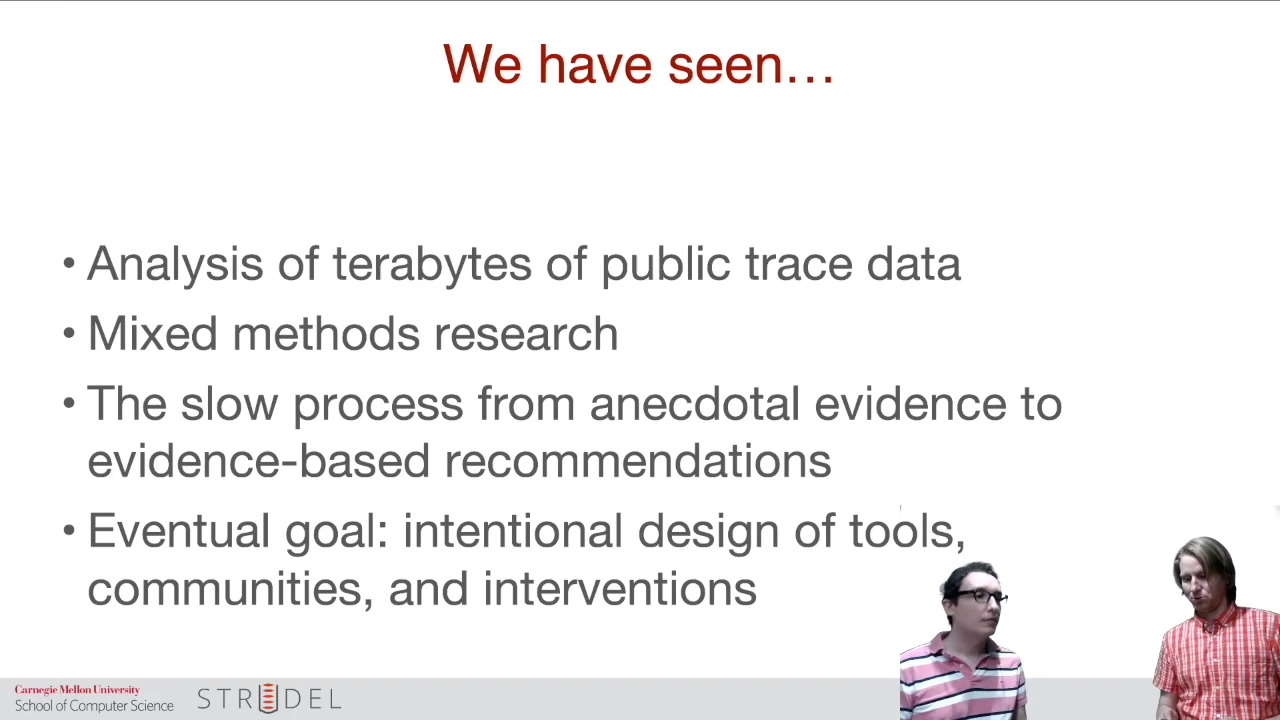 We have seen…
• Analysis of terabytes of public trace data
• Mixed methods research
• The slow process from anecdotal evidence to
evidence-based recommendations
• Eventual goal: intentional design of tools,
communities, and interventions
Carnegie Mellon University
School of Computer Science
STRUDEL